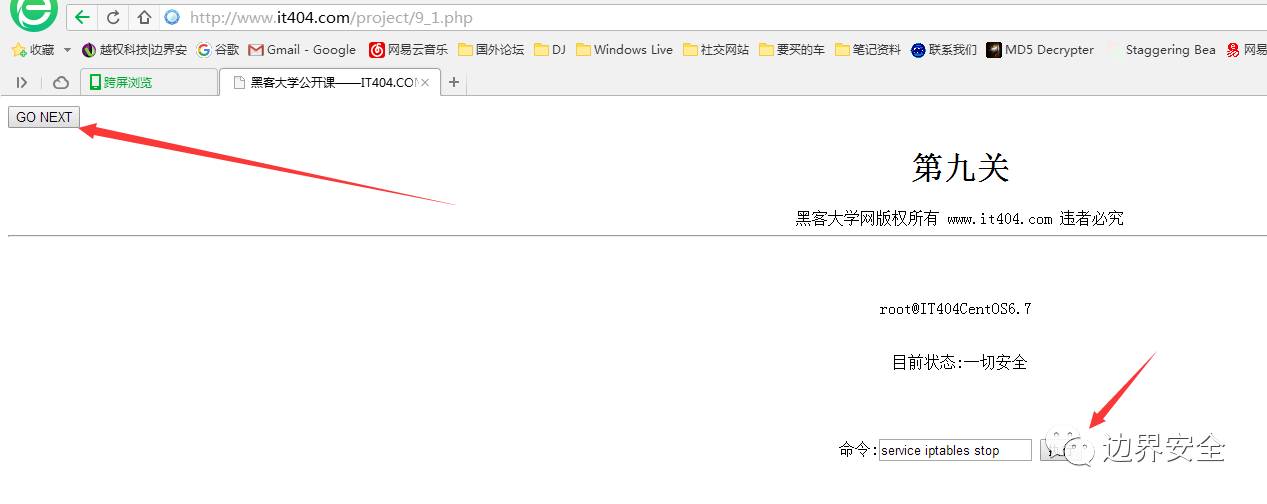 http://www.it404.com/project/9_1.php
收藏 越权科技|边界安 谷歌 Gmail - Google 网易云音乐 国外论坛 DJ Windows Live 社交网站 要买的车 笔记资料 联系我们 MD5 Decrypter Staggering Bea 网易
跨屏浏览 黑客大学公开课——IT404.CO
GO NEXT
第九关
黑客大学网版权所有 www.it404.com 违者必究
root@IT404CentOS6.7
目前状态:一切安全
命令:service iptables stop
边界安全